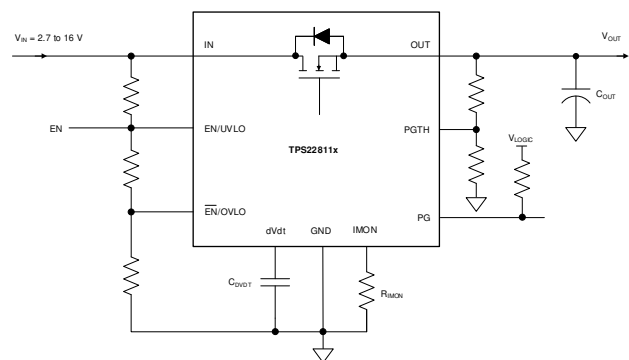 V_IN = 2.7 to 16 V
IN
OUT
V_OUT
C_OUT
EN
EN/UVLO
PGTH
V_LOGIC
TPS22811x
E̅N̅/OVLO
PG
dVdt
GND
IMON
C_DVDT
R_IMON